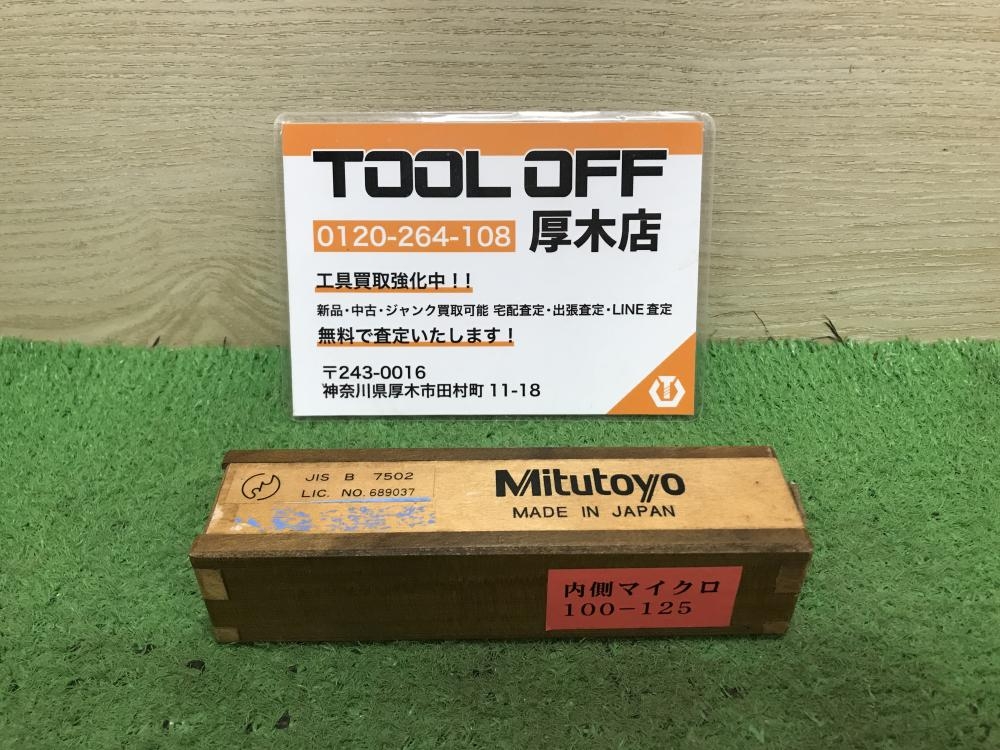 TOOL OFF
0120-264-108 厚木店
工具買取強化中！！
新品・中古・ジャンク買取可能 宅配査定・出張査定・LINE査定
無料で査定いたします！
〒243-0016
神奈川県厚木市田村町 11-18
JIS B 7502
LIC. NO. 689037
Mitutoyo
MADE IN JAPAN
内側マイクロ
100-125